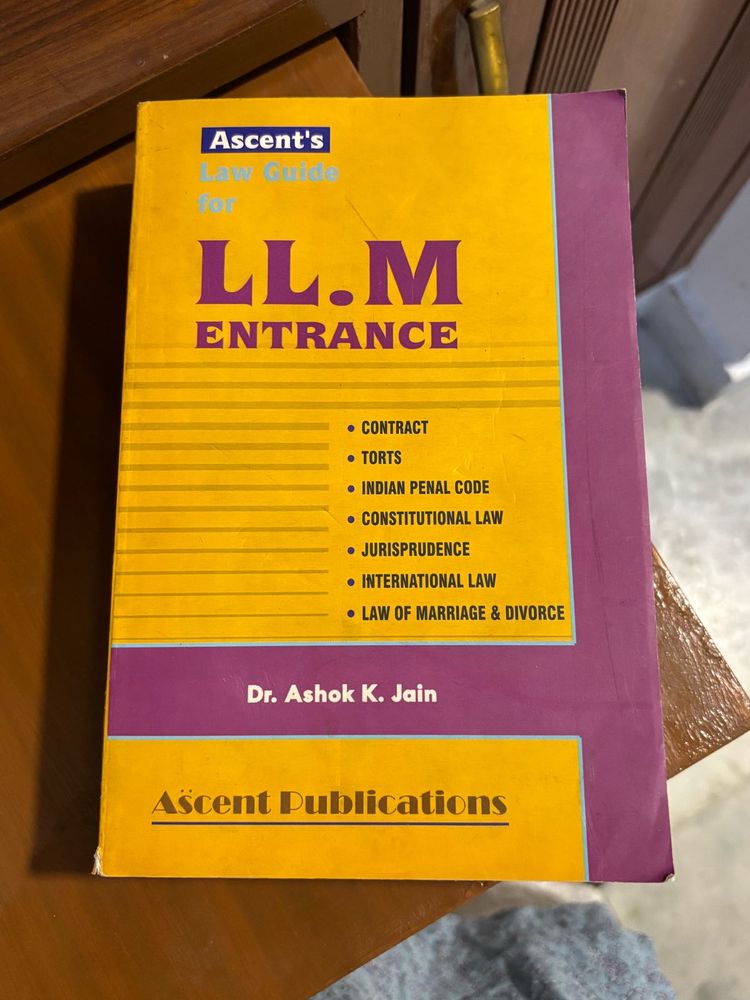 Ascent's
Law Guide
for
LL.M
ENTRANCE
• CONTRACT
• TORTS
• INDIAN PENAL CODE
• CONSTITUTIONAL LAW
• JURISPRUDENCE
• INTERNATIONAL LAW
• LAW OF MARRIAGE & DIVORCE
Dr. Ashok K. Jain
Ascent Publications